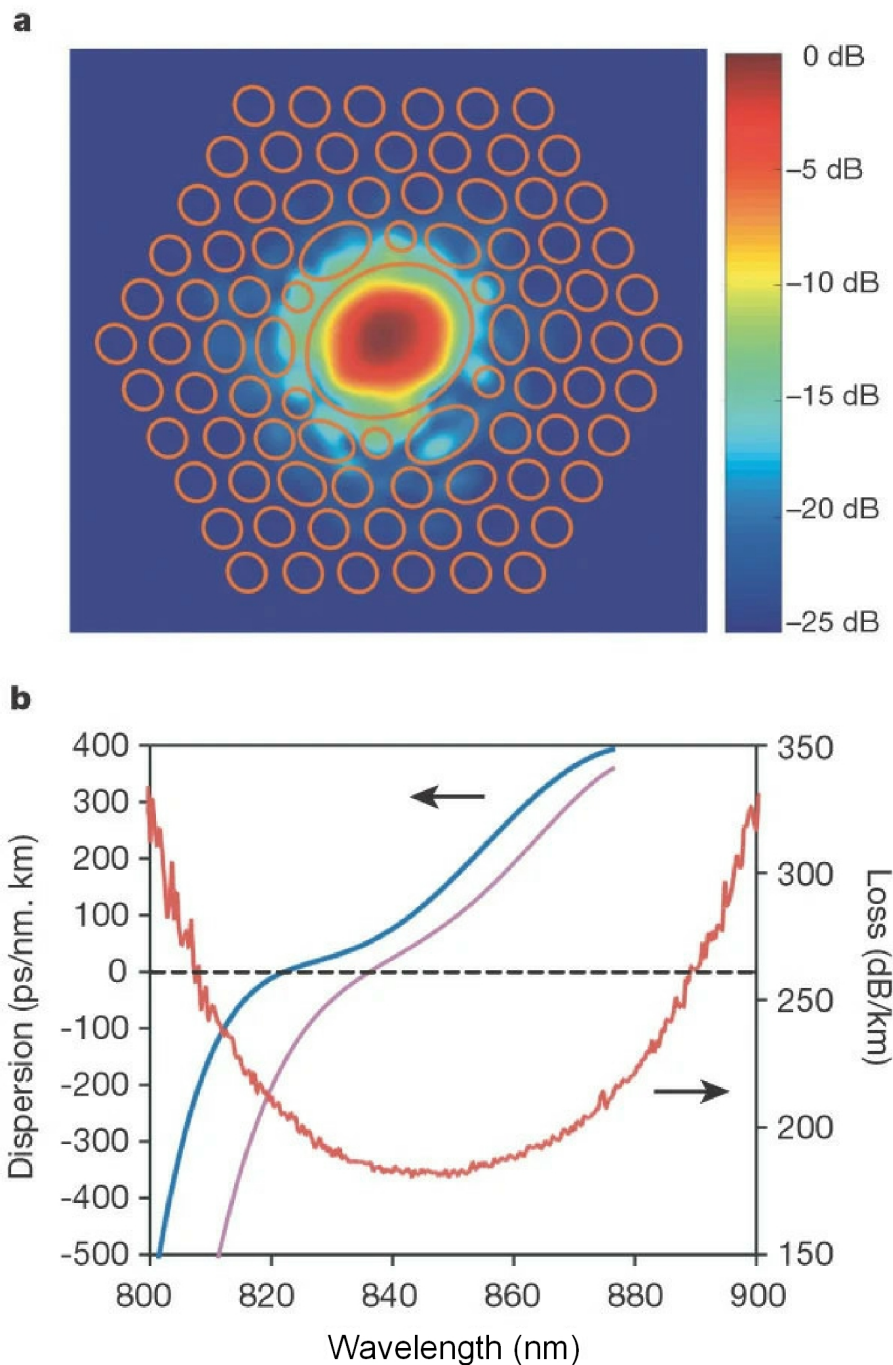 a
0 dB
–5 dB
–10 dB
–15 dB
–20 dB
–25 dB
b
400
300
200
100
0
-100
-200
-300
-400
-500
Dispersion (ps/nm. km)
350
300
250
200
150
Loss (dB/km)
800 820 840 860 880 900
Wavelength (nm)